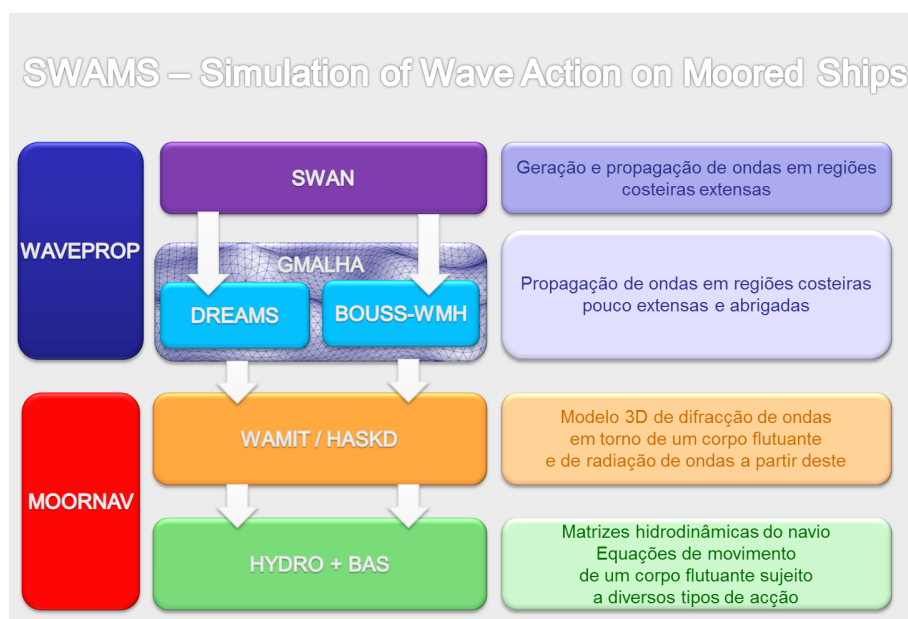 SWAMS – Simulation of Wave Action on Moored Ships
WAVEPROP
SWAN
Geração e propagação de ondas em regiões
costeiras extensas
GMALHA
DREAMS
BOUSS-WMH
Propagação de ondas em regiões costeiras
pouco extensas e abrigadas
MOORNAV
WAMIT / HASKD
Modelo 3D de difracção de ondas
em torno de um corpo flutuante
e de radiação de ondas a partir deste
HYDRO + BAS
Matrizes hidrodinâmicas do navio
Equações de movimento
de um corpo flutuante sujeito
a diversos tipos de acção